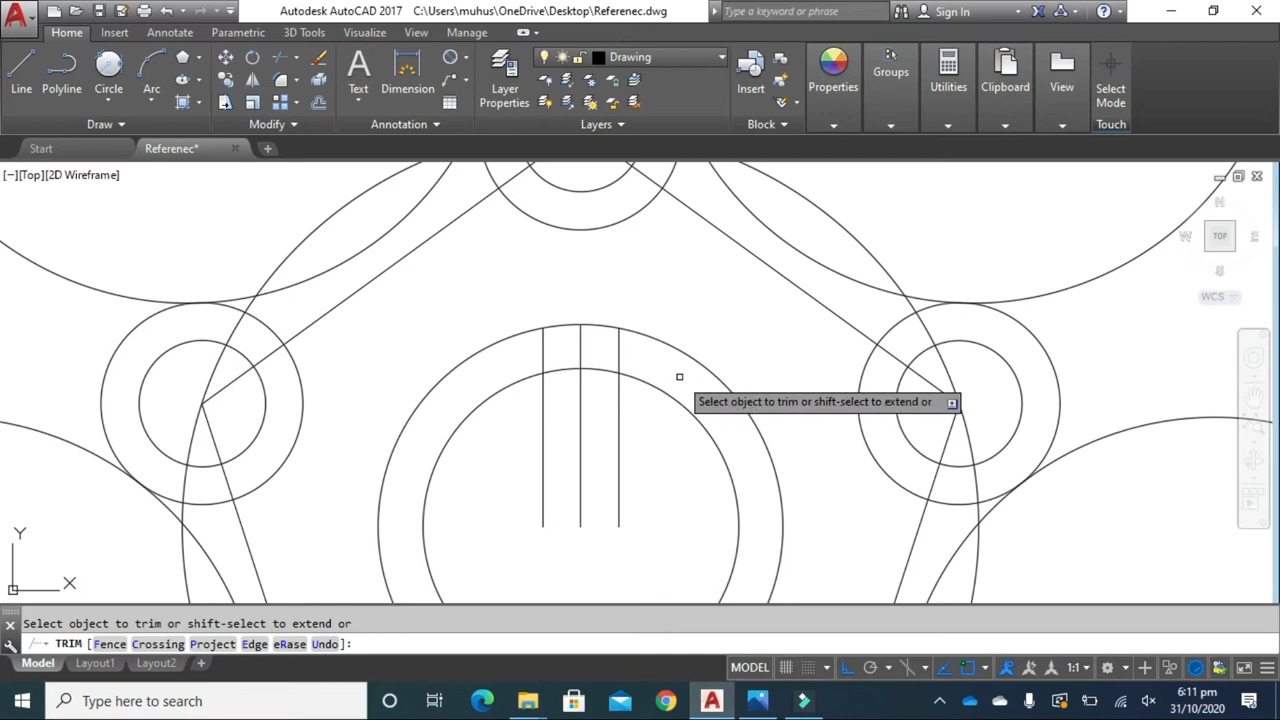 Autodesk AutoCAD 2017 C:\Users\muhus\OneDrive\Desktop\Referenec.dwg
Type a keyword or phrase
Sign In
Home Insert Annotate Parametric 3D Tools Visualize View Manage
Line Polyline Circle Arc
Text Dimension
Layer Properties
Drawing
Insert
Properties
Groups
Utilities
Clipboard
View
Select Mode
Draw Modify Annotation Layers Block Touch
Start Referenec*
[−][Top][2D Wireframe]
N
W TOP E
S
WCS
Select object to trim or shift-select to extend or
Y
X
Select object to trim or shift-select to extend or
TRIM [Fence Crossing Project Edge eRase Undo]:
Model Layout1 Layout2 MODEL 1:1
Type here to search
6:11 pm
31/10/2020